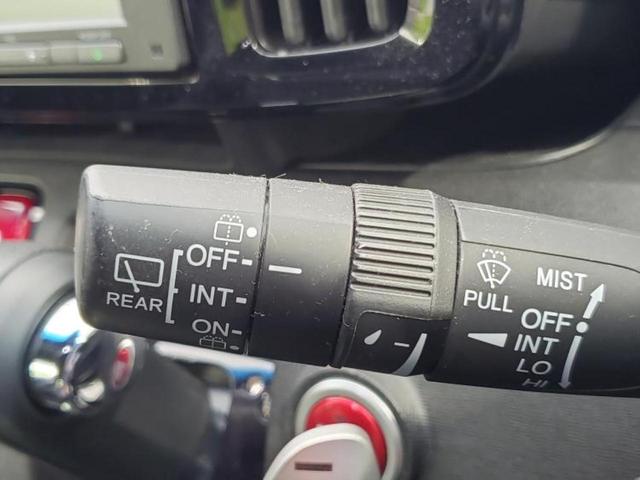 OFF
REAR
INT
ON
PULL
MIST
OFF
INT
LO
HI